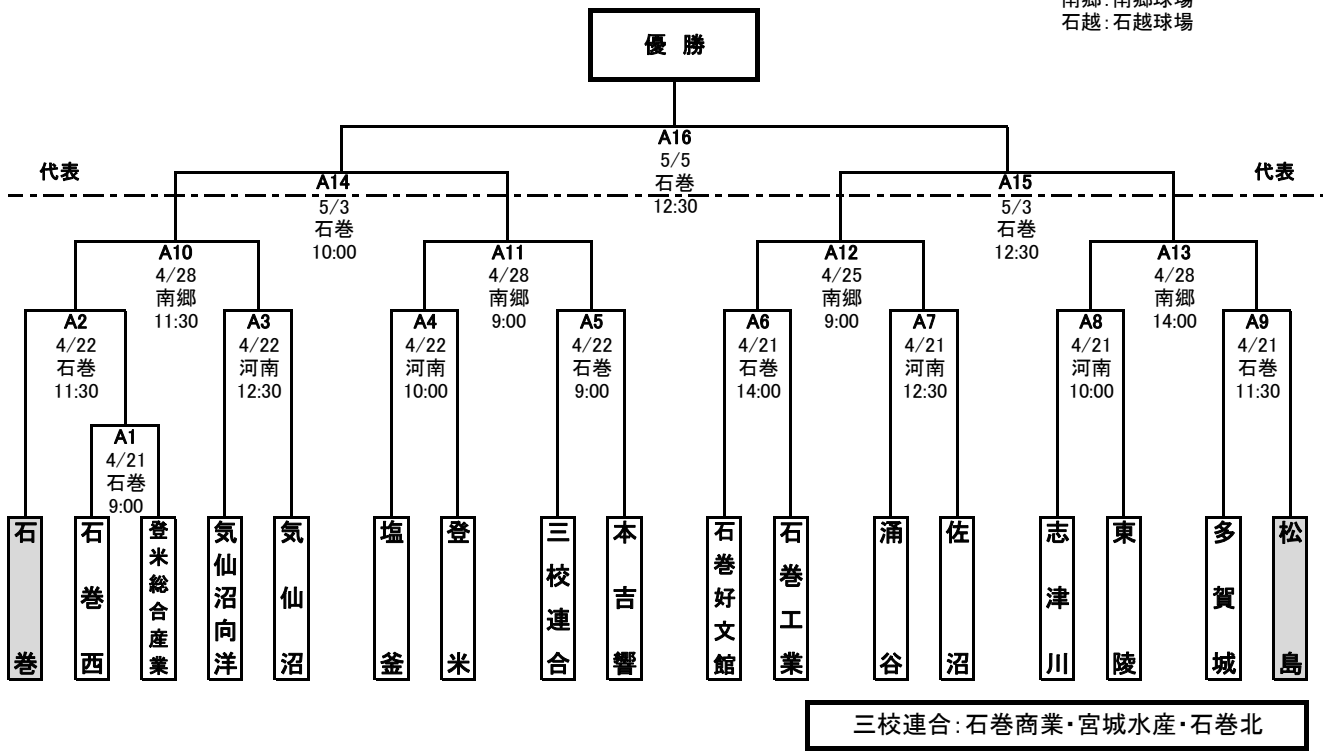 南郷:南郷球場
石越:石越球場
優 勝
A16
5/5
石巻
12:30
代表
代表
A14
5/3
石巻
10:00
A15
5/3
石巻
12:30
A10
4/28
南郷
11:30
A11
4/28
南郷
9:00
A12
4/25
南郷
9:00
A13
4/28
南郷
14:00
A2
4/22
石巻
11:30
A3
4/22
河南
12:30
A4
4/22
河南
10:00
A5
4/22
石巻
9:00
A6
4/21
石巻
14:00
A7
4/21
河南
12:30
A8
4/21
河南
10:00
A9
4/21
石巻
11:30
A1
4/21
石巻
9:00
石巻
石巻西
登米総合産業
気仙沼向洋
気仙沼
塩釜
登米
三校連合
本吉響
石巻好文館
石巻工業
涌谷
佐沼
志津川
東陵
多賀城
松島
三校連合:石巻商業・宮城水産・石巻北